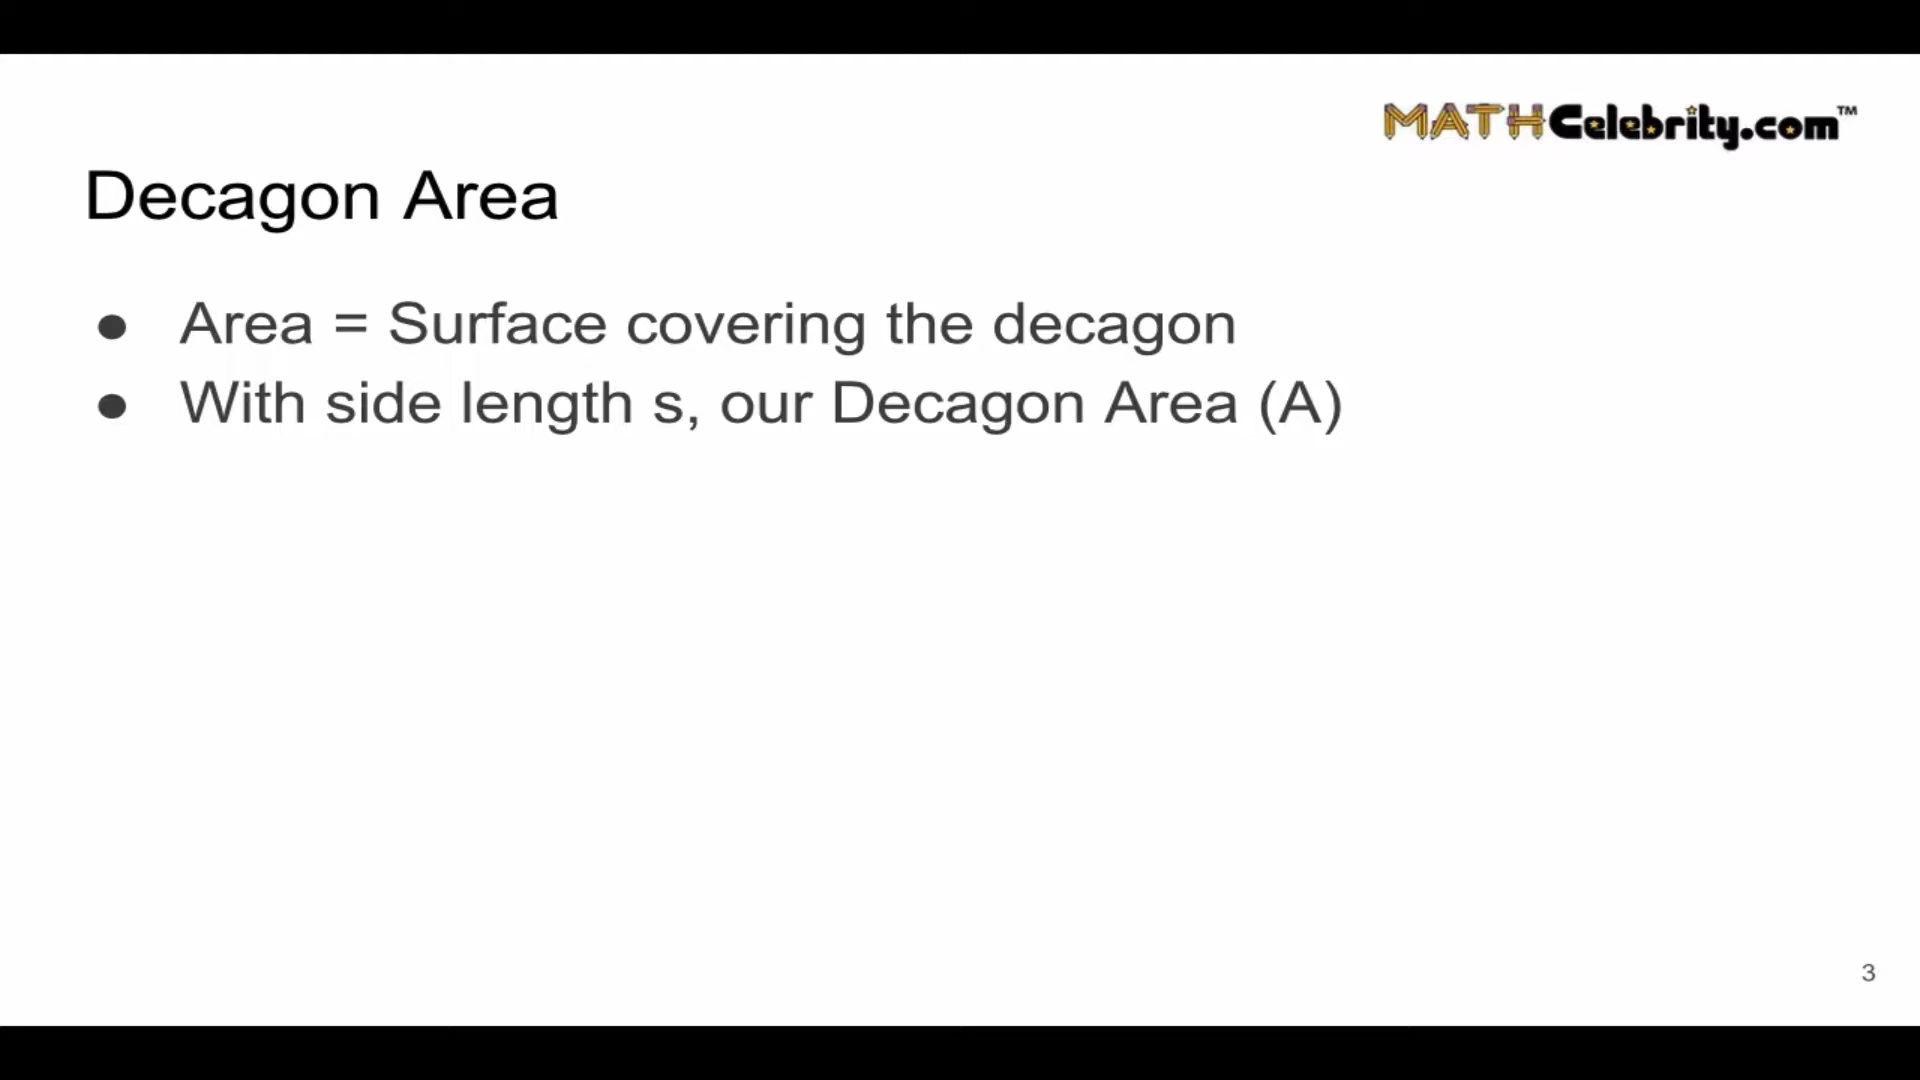 MATHCelebrity.com™
Decagon Area
● Area = Surface covering the decagon
● With side length s, our Decagon Area (A)
3